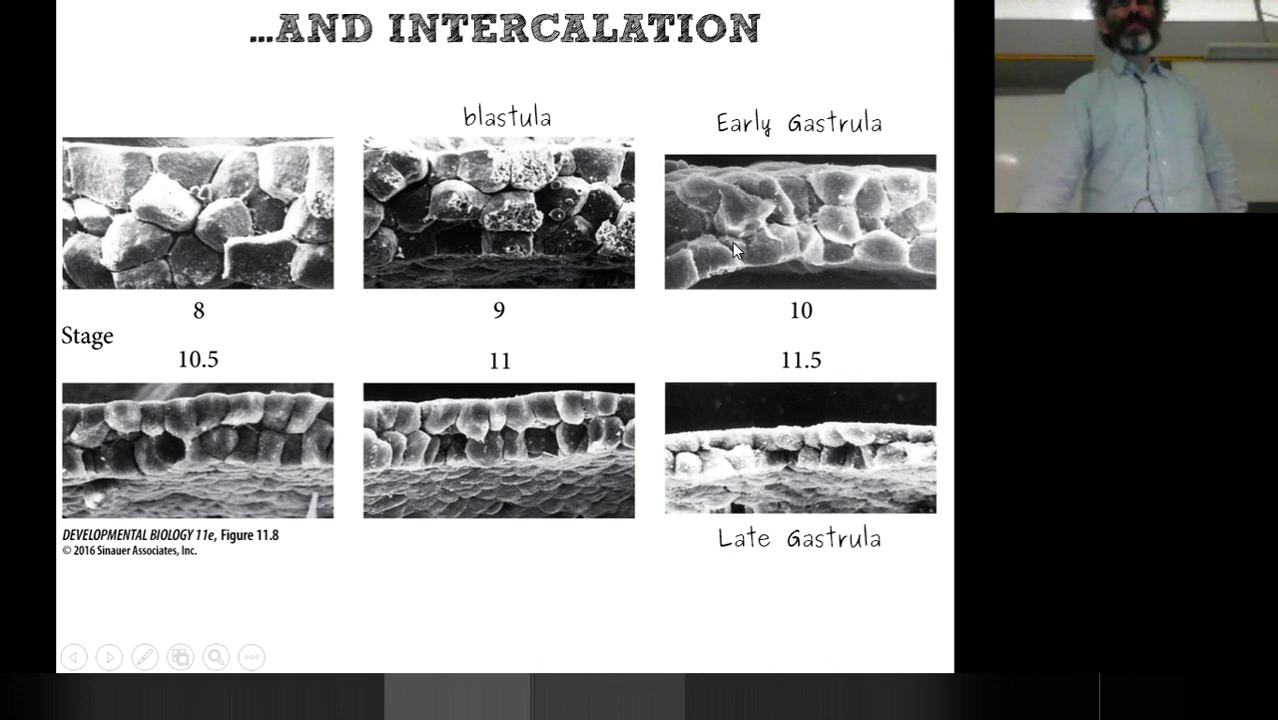 ...AND INTERCALATION
blastula
Early Gastrula
8
9
10
Stage
10.5
11
11.5
DEVELOPMENTAL BIOLOGY 11e, Figure 11.8
© 2016 Sinauer Associates, Inc.
Late Gastrula